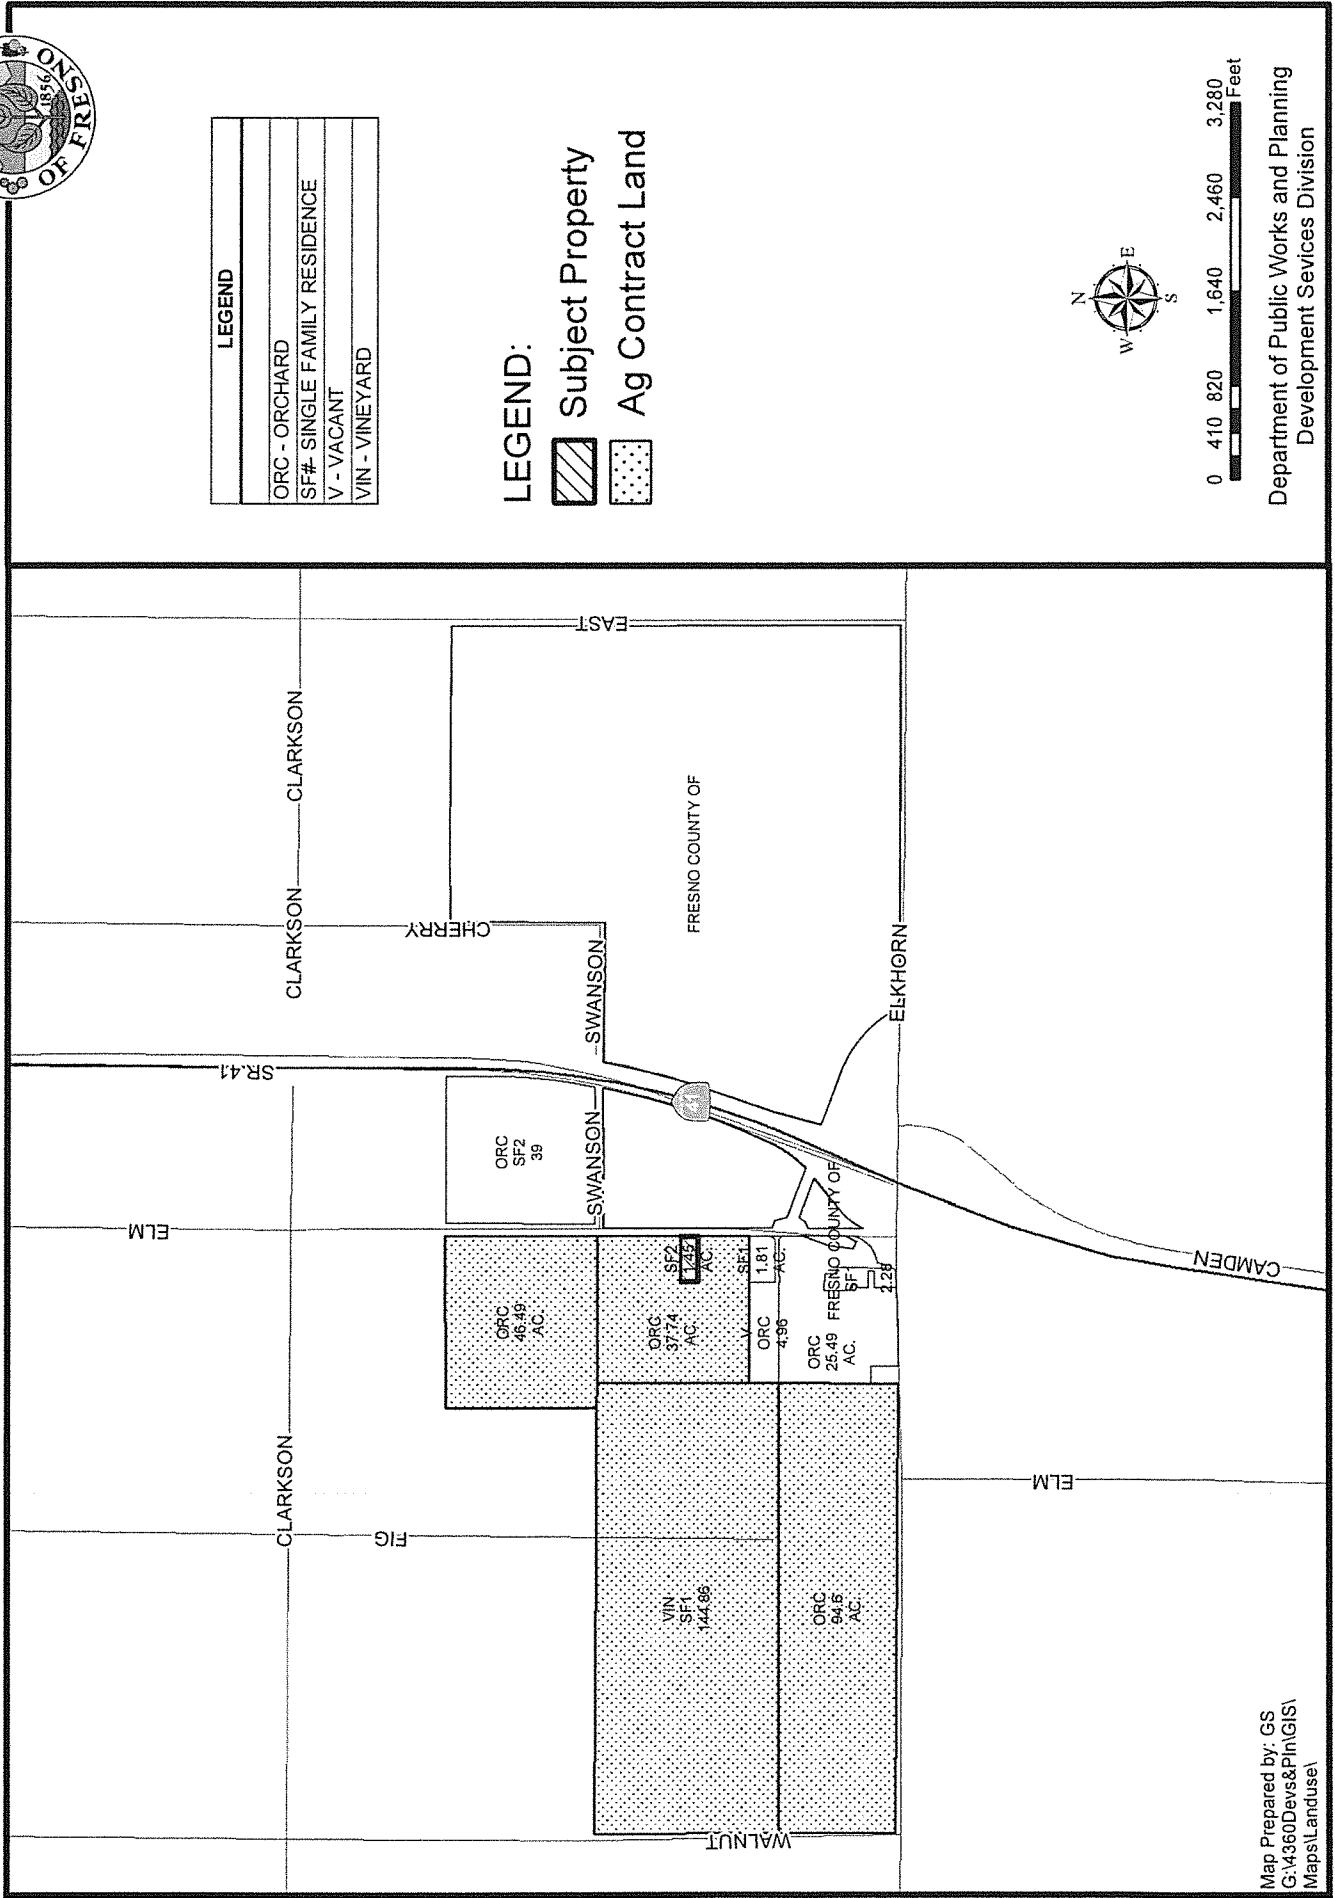 OF FRESNO
1856
LEGEND
ORC - ORCHARD
SF#- SINGLE FAMILY RESIDENCE
V - VACANT
VIN - VINEYARD
LEGEND:
Subject Property
Ag Contract Land
N
W
E
S
0 410 820 1,640 2,460 3,280
Feet
Department of Public Works and Planning
Development Sevices Division
CLARKSON
CLARKSON
CLARKSON
CLARKSON
EAST
CHERRY
SWANSON
SWANSON
FRESNO COUNTY OF
ELKHORN
SR 41
41
ELM
ORC
SF2
39
ORC
46.49
AC.
ORC
37.74
AC.
SF2
1.45
AC.
SF1
1.81
AC.
V
ORC
4.96
ORC
25.49
AC.
FRESNO COUNTY OF
SF1
2.28
CAMDEN
ELM
FIG
VIN
SF1
144.86
ORC
94.6
AC.
WALNUT
Map Prepared by: GS
G:\4360Devs&Pln\GIS\
Maps\Landuse\